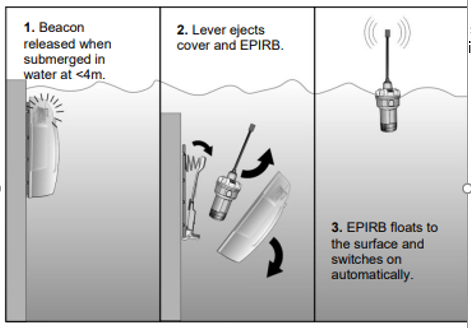 1. Beacon
released when
submerged in
water at <4m.
2. Lever ejects
cover and EPIRB.
3. EPIRB floats to
the surface and
switches on
automatically.